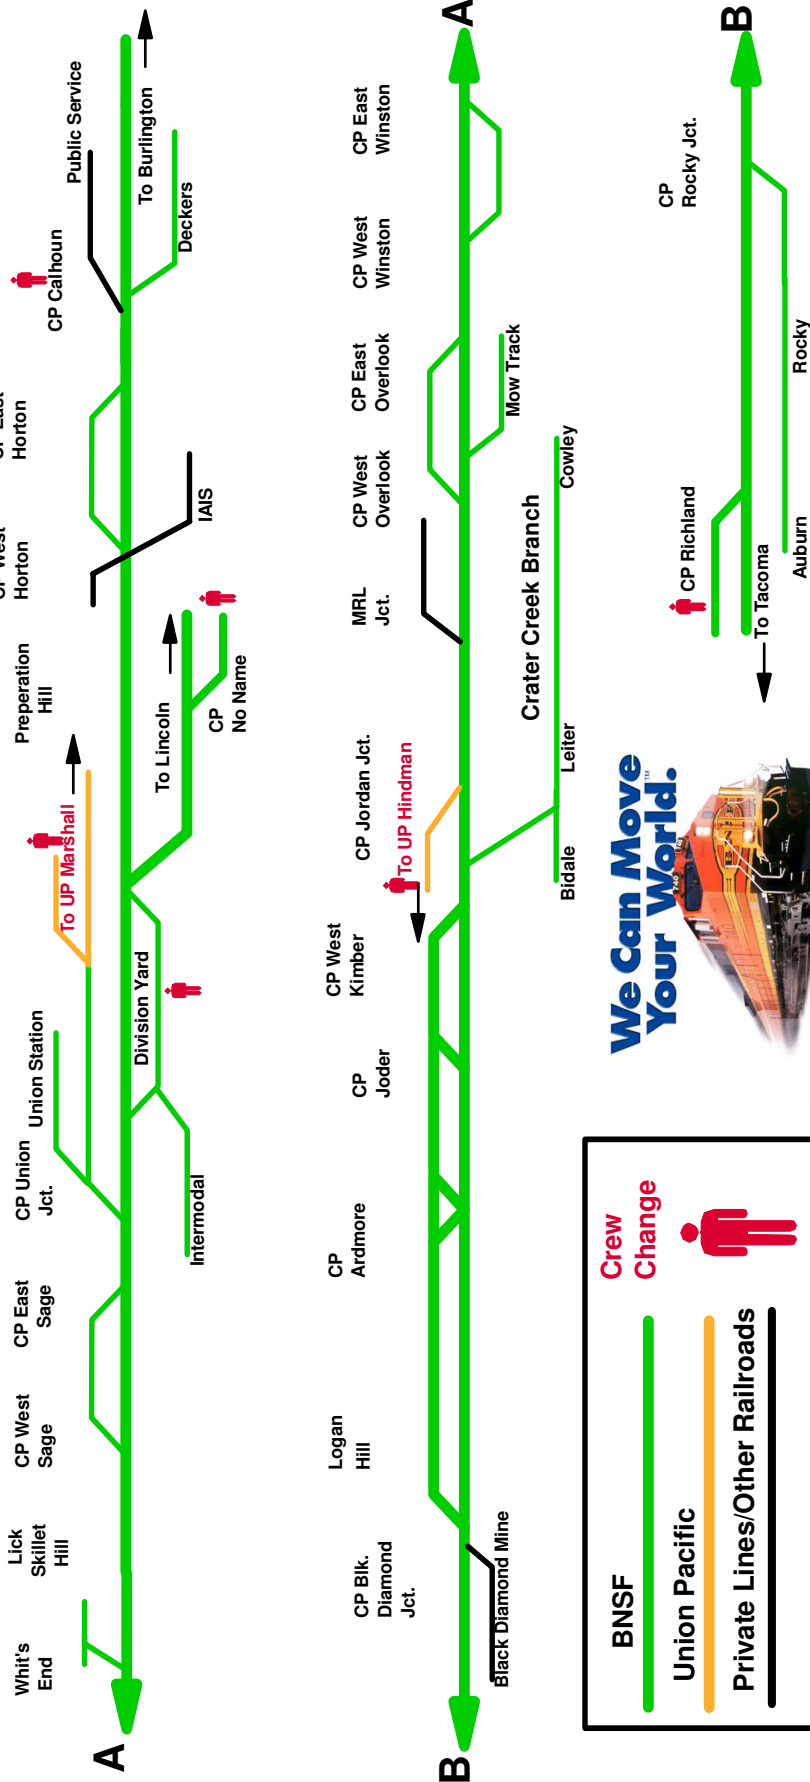 Whit's
End
Lick
Skillet
Hill
CP West
Sage
CP East
Sage
CP Union
Jct.
Union Station
To UP Marshall
Preperation
Hill
CP West
Horton
CP East
Horton
CP Calhoun
Public Service
A
Intermodal
Division Yard
To Lincoln
CP
No Name
IAIS
Deckers
To Burlington
CP Blk.
Diamond
Jct.
Logan
Hill
CP
Ardmore
CP
Joder
CP West
Kimber
CP Jordan Jct.
To UP Hindman
MRL
Jct.
CP West
Overlook
CP East
Overlook
CP West
Winston
CP East
Winston
A
B
Black Diamond Mine
Mow Track
Crater Creek Branch
Bidale
Leiter
Cowley
BNSF
Union Pacific
Private Lines/Other Railroads
Crew
Change
We Can Move
Your World.™
CP Richland
CP
Rocky Jct.
B
To Tacoma
Auburn
Rocky